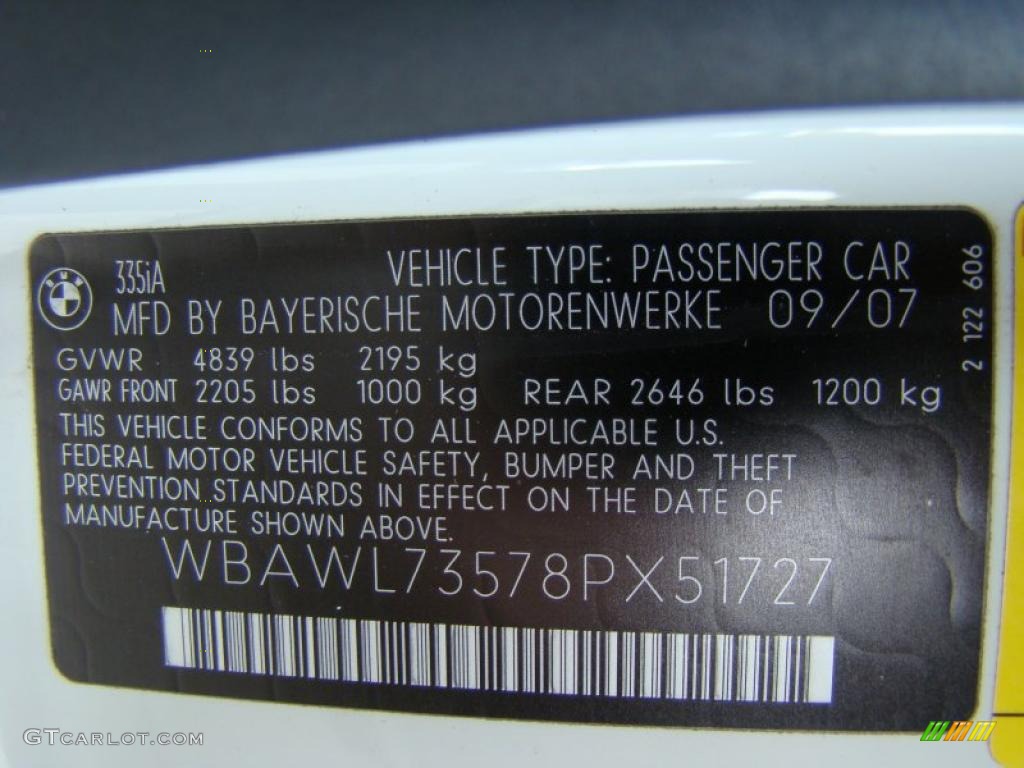 335iA
VEHICLE TYPE: PASSENGER CAR
MFD BY BAYERISCHE MOTORENWERKE 09/07
GVWR 4839 lbs 2195 kg
GAWR FRONT 2205 lbs 1000 kg REAR 2646 lbs 1200 kg
THIS VEHICLE CONFORMS TO ALL APPLICABLE U.S.
FEDERAL MOTOR VEHICLE SAFETY, BUMPER AND THEFT
PREVENTION STANDARDS IN EFFECT ON THE DATE OF
MANUFACTURE SHOWN ABOVE.
WBAWL73578PX51727
2 122 606
GTCARLOT.COM